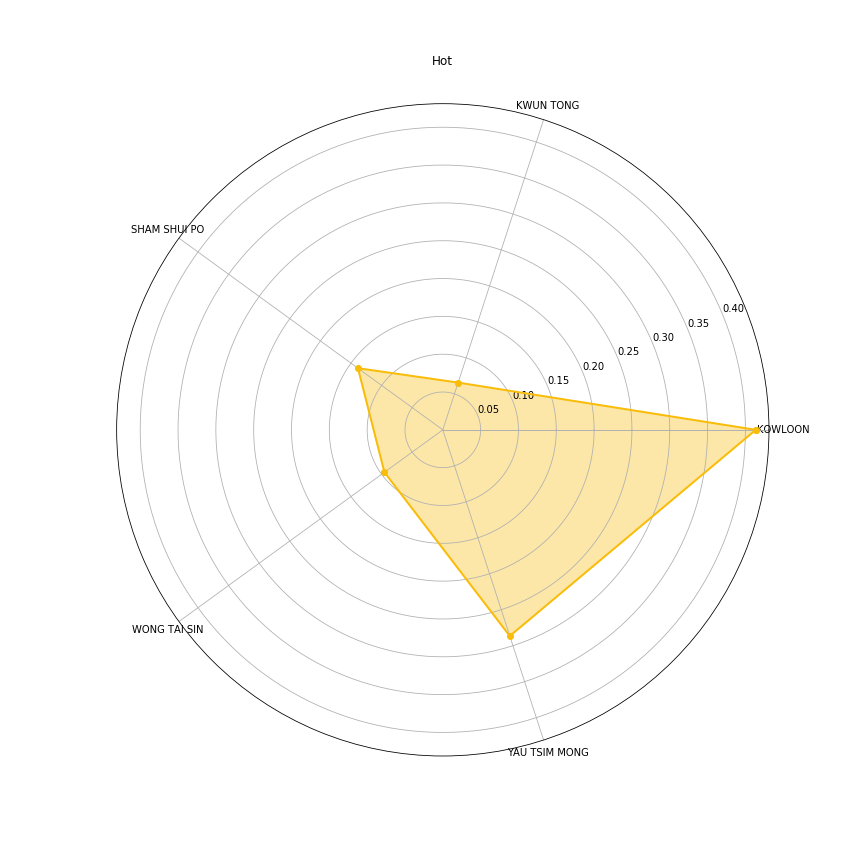 Hot
KWUN TONG
SHAM SHUI PO
0.40
0.35
0.30
0.25
0.20
0.15
0.10
0.05
KOWLOON
WONG TAI SIN
YAU TSIM MONG